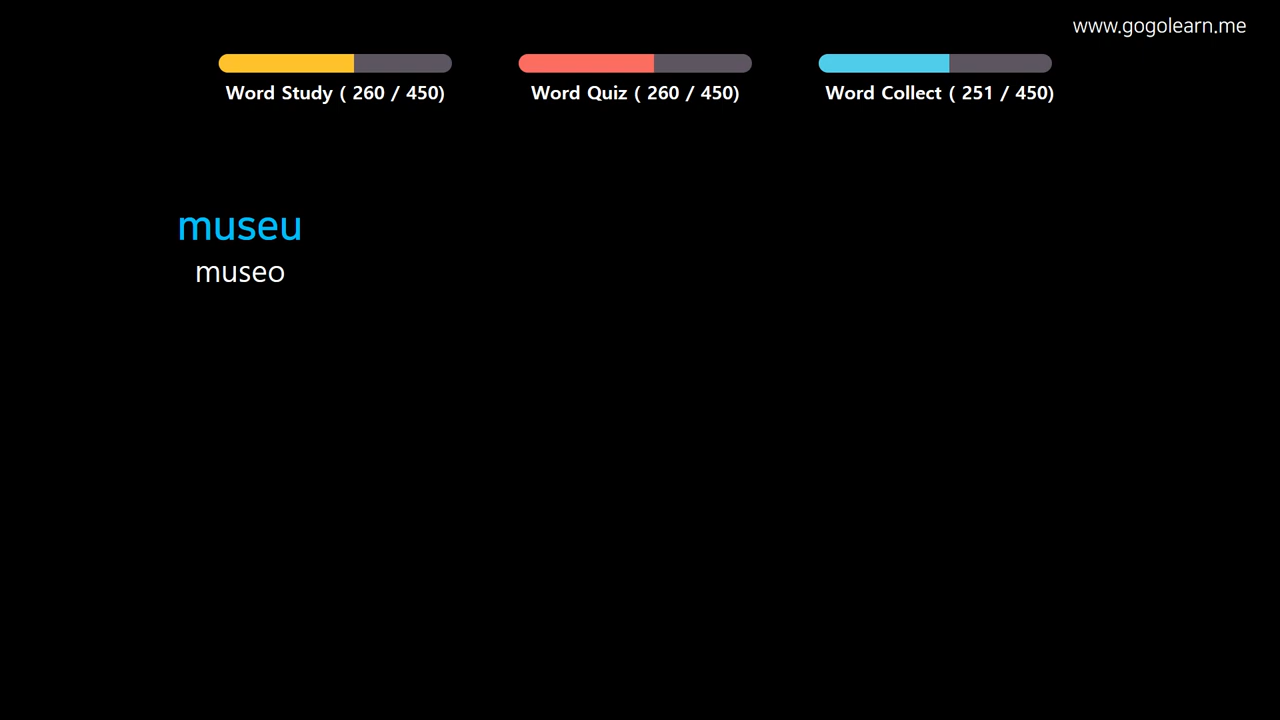 www.gogolearn.me
Word Study ( 260 / 450)
Word Quiz ( 260 / 450)
Word Collect ( 251 / 450)
museu
museo